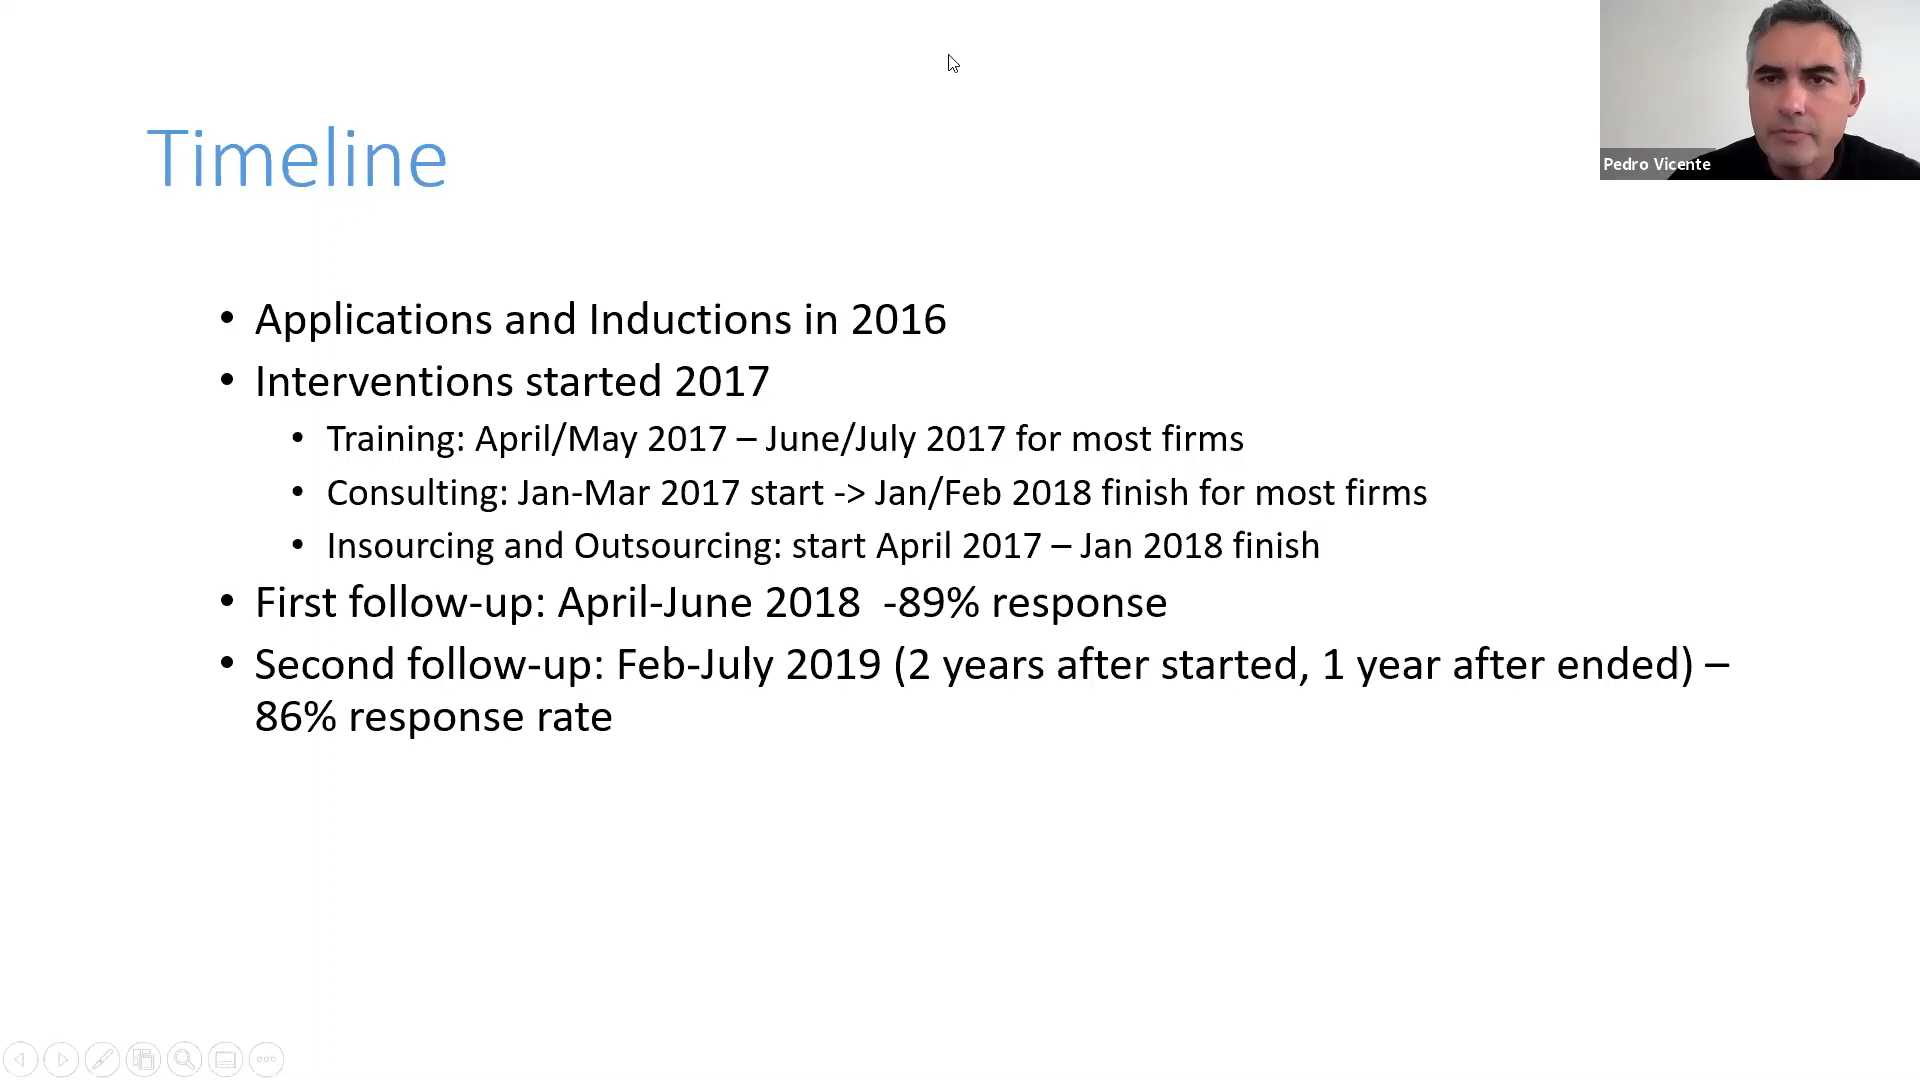 Pedro Vicente
Timeline
• Applications and Inductions in 2016
• Interventions started 2017
• Training: April/May 2017 – June/July 2017 for most firms
• Consulting: Jan-Mar 2017 start -> Jan/Feb 2018 finish for most firms
• Insourcing and Outsourcing: start April 2017 – Jan 2018 finish
• First follow-up: April-June 2018  -89% response
• Second follow-up: Feb-July 2019 (2 years after started, 1 year after ended) –
86% response rate